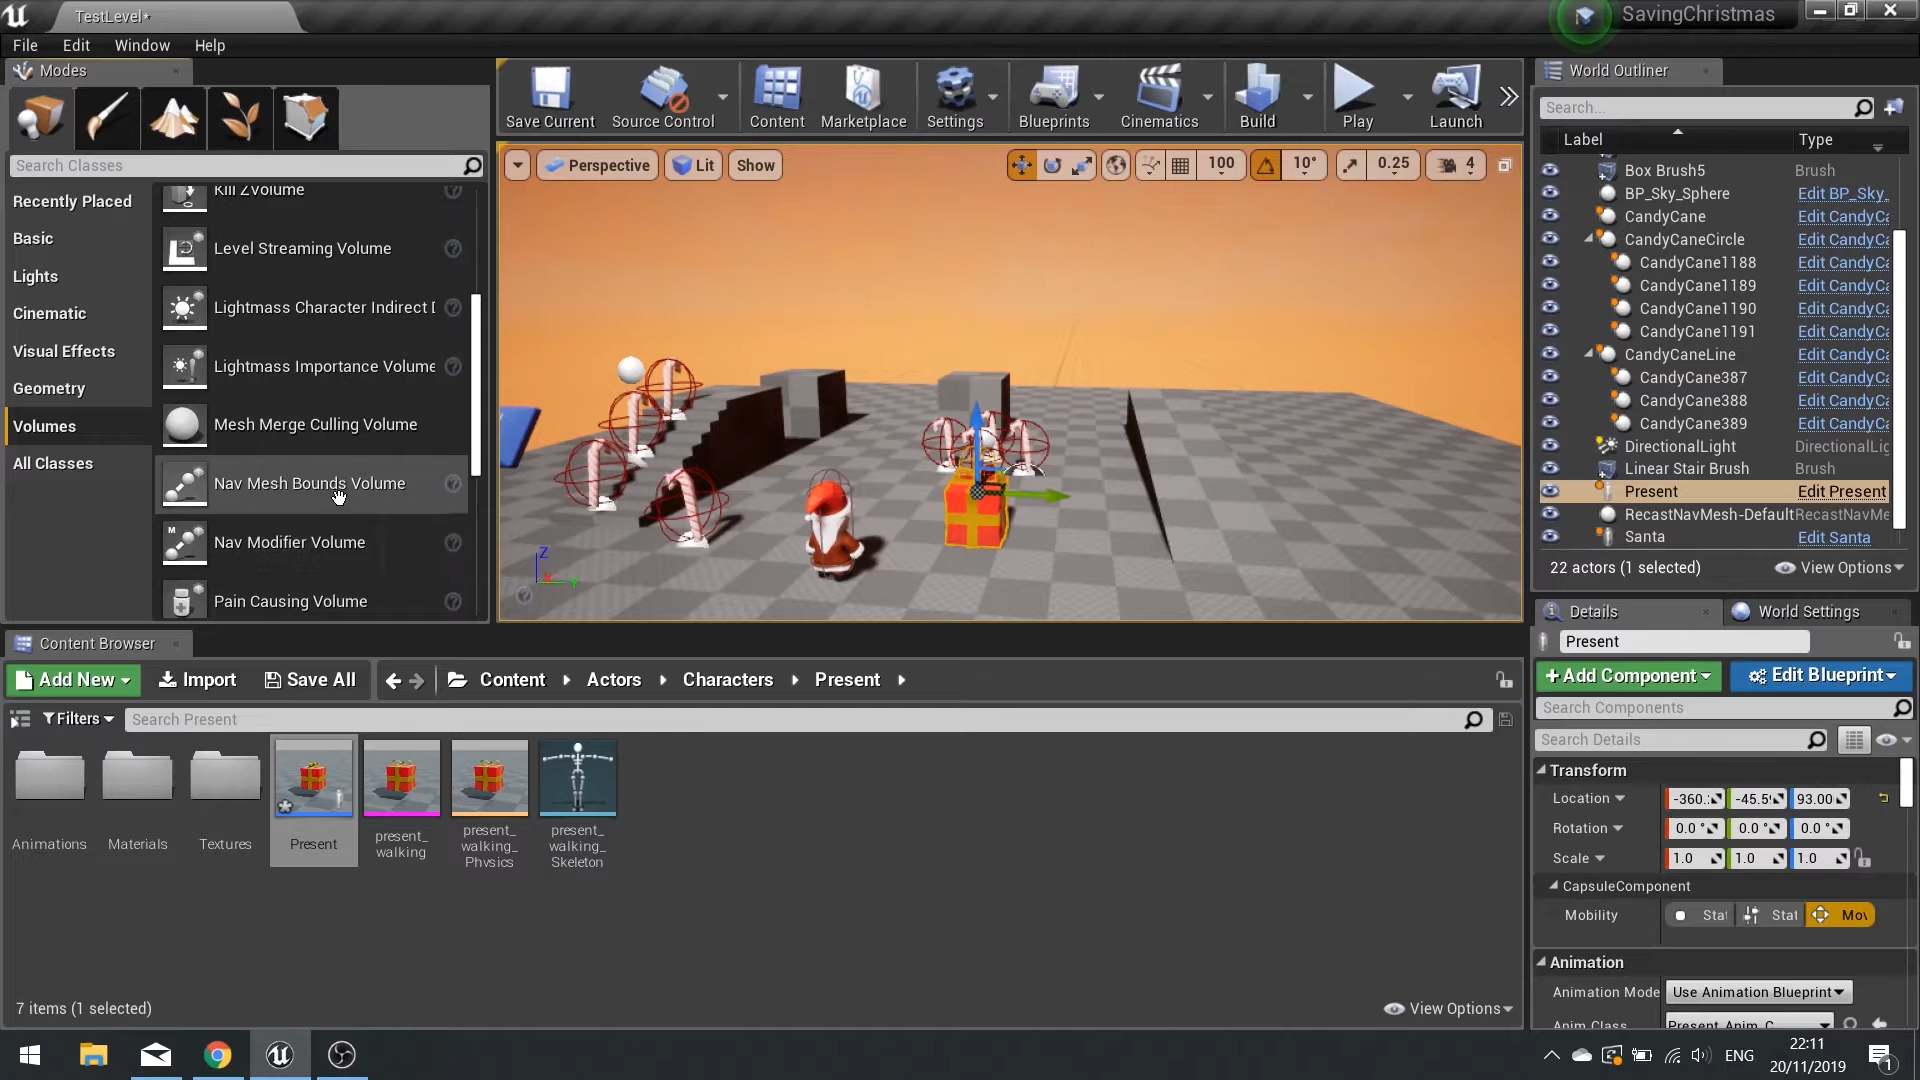 TestLevel*
SavingChristmas
File Edit Window Help
Modes
Search Classes
Recently Placed
Basic
Lights
Cinematic
Visual Effects
Geometry
Volumes
All Classes
Kill ZVolume
Level Streaming Volume
Lightmass Character Indirect D
Lightmass Importance Volume
Mesh Merge Culling Volume
Nav Mesh Bounds Volume
Nav Modifier Volume
Pain Causing Volume
Save Current Source Control Content Marketplace Settings Blueprints Cinematics Build Play Launch
Perspective Lit Show 100 10° 0.25 4
Z
World Outliner
Search...
Label Type
Box Brush5 Brush
BP_Sky_Sphere Edit BP_Sky_
CandyCane Edit CandyCa
CandyCaneCircle Edit CandyCa
CandyCane1188 Edit CandyCa
CandyCane1189 Edit CandyCa
CandyCane1190 Edit CandyCa
CandyCane1191 Edit CandyCa
CandyCaneLine Edit CandyCa
CandyCane387 Edit CandyCa
CandyCane388 Edit CandyCa
CandyCane389 Edit CandyCa
DirectionalLight DirectionalLig
Linear Stair Brush Brush
Present Edit Present
RecastNavMesh-Default RecastNavMe
Santa Edit Santa
22 actors (1 selected) View Options
Details World Settings
Present
+Add Component Edit Blueprint
Search Components
Search Details
Transform
Location -360. -45.5 93.00
Rotation 0.0 ° 0.0 ° 0.0 °
Scale 1.0 1.0 1.0
CapsuleComponent
Mobility Stat Stat Mov
Animation
Animation Mode Use Animation Blueprint
Anim Class Present_Anim_C
Content Browser
Add New Import Save All Content Actors Characters Present
Filters Search Present
Animations
Materials
Textures
Present
present_
walking
present_
walking_
Physics
present_
walking_
Skeleton
7 items (1 selected) View Options
ENG
22:11
20/11/2019
1